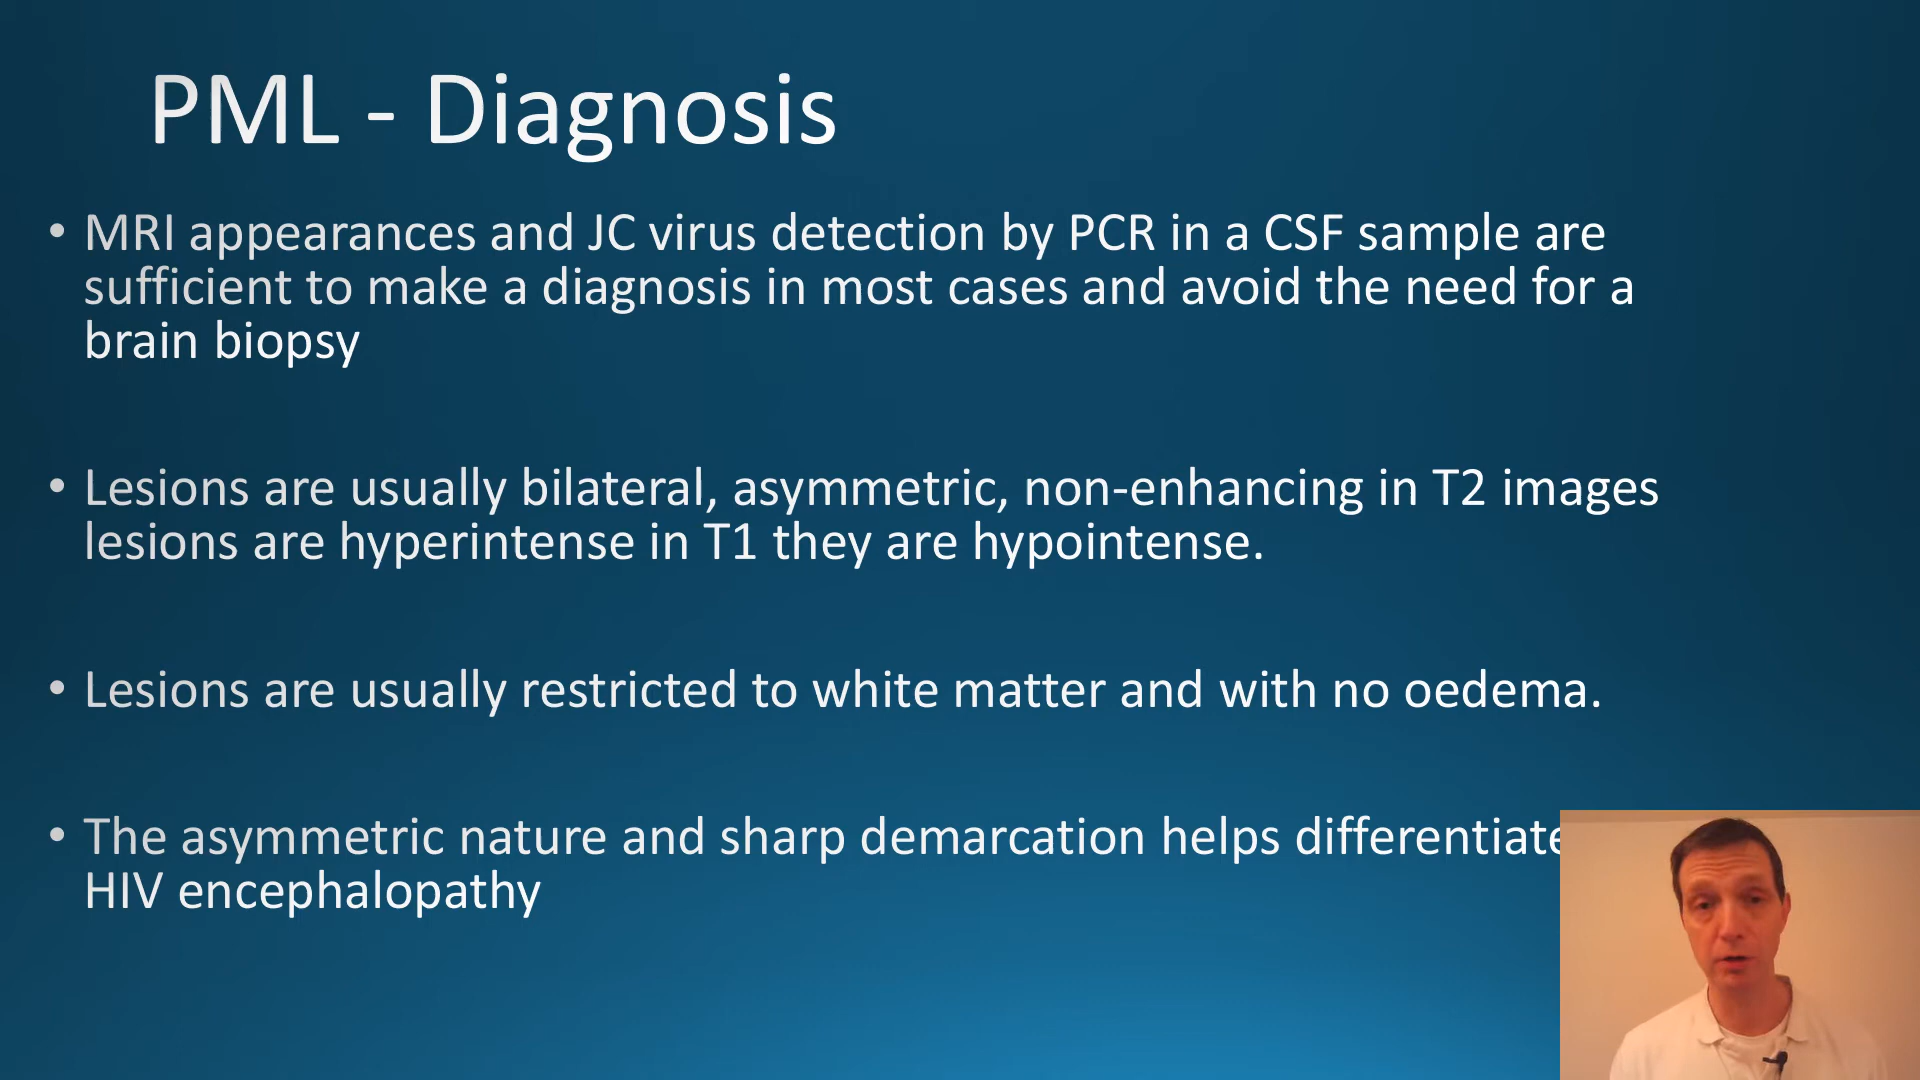 PML - Diagnosis
• MRI appearances and JC virus detection by PCR in a CSF sample are
sufficient to make a diagnosis in most cases and avoid the need for a
brain biopsy
• Lesions are usually bilateral, asymmetric, non-enhancing in T2 images
lesions are hyperintense in T1 they are hypointense.
• Lesions are usually restricted to white matter and with no oedema.
• The asymmetric nature and sharp demarcation helps differentiate
HIV encephalopathy